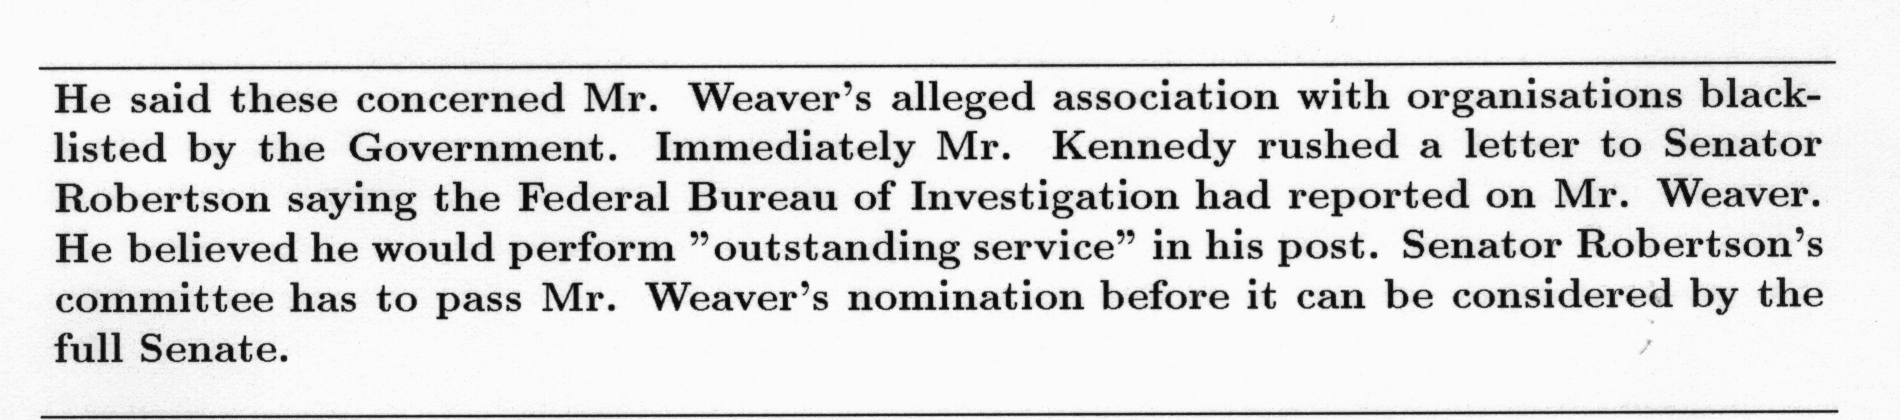 He said these concerned Mr. Weaver's alleged association with organisations black-
listed by the Government. Immediately Mr. Kennedy rushed a letter to Senator
Robertson saying the Federal Bureau of Investigation had reported on Mr. Weaver.
He believed he would perform ”outstanding service” in his post. Senator Robertson's
committee has to pass Mr. Weaver's nomination before it can be considered by the
full Senate.